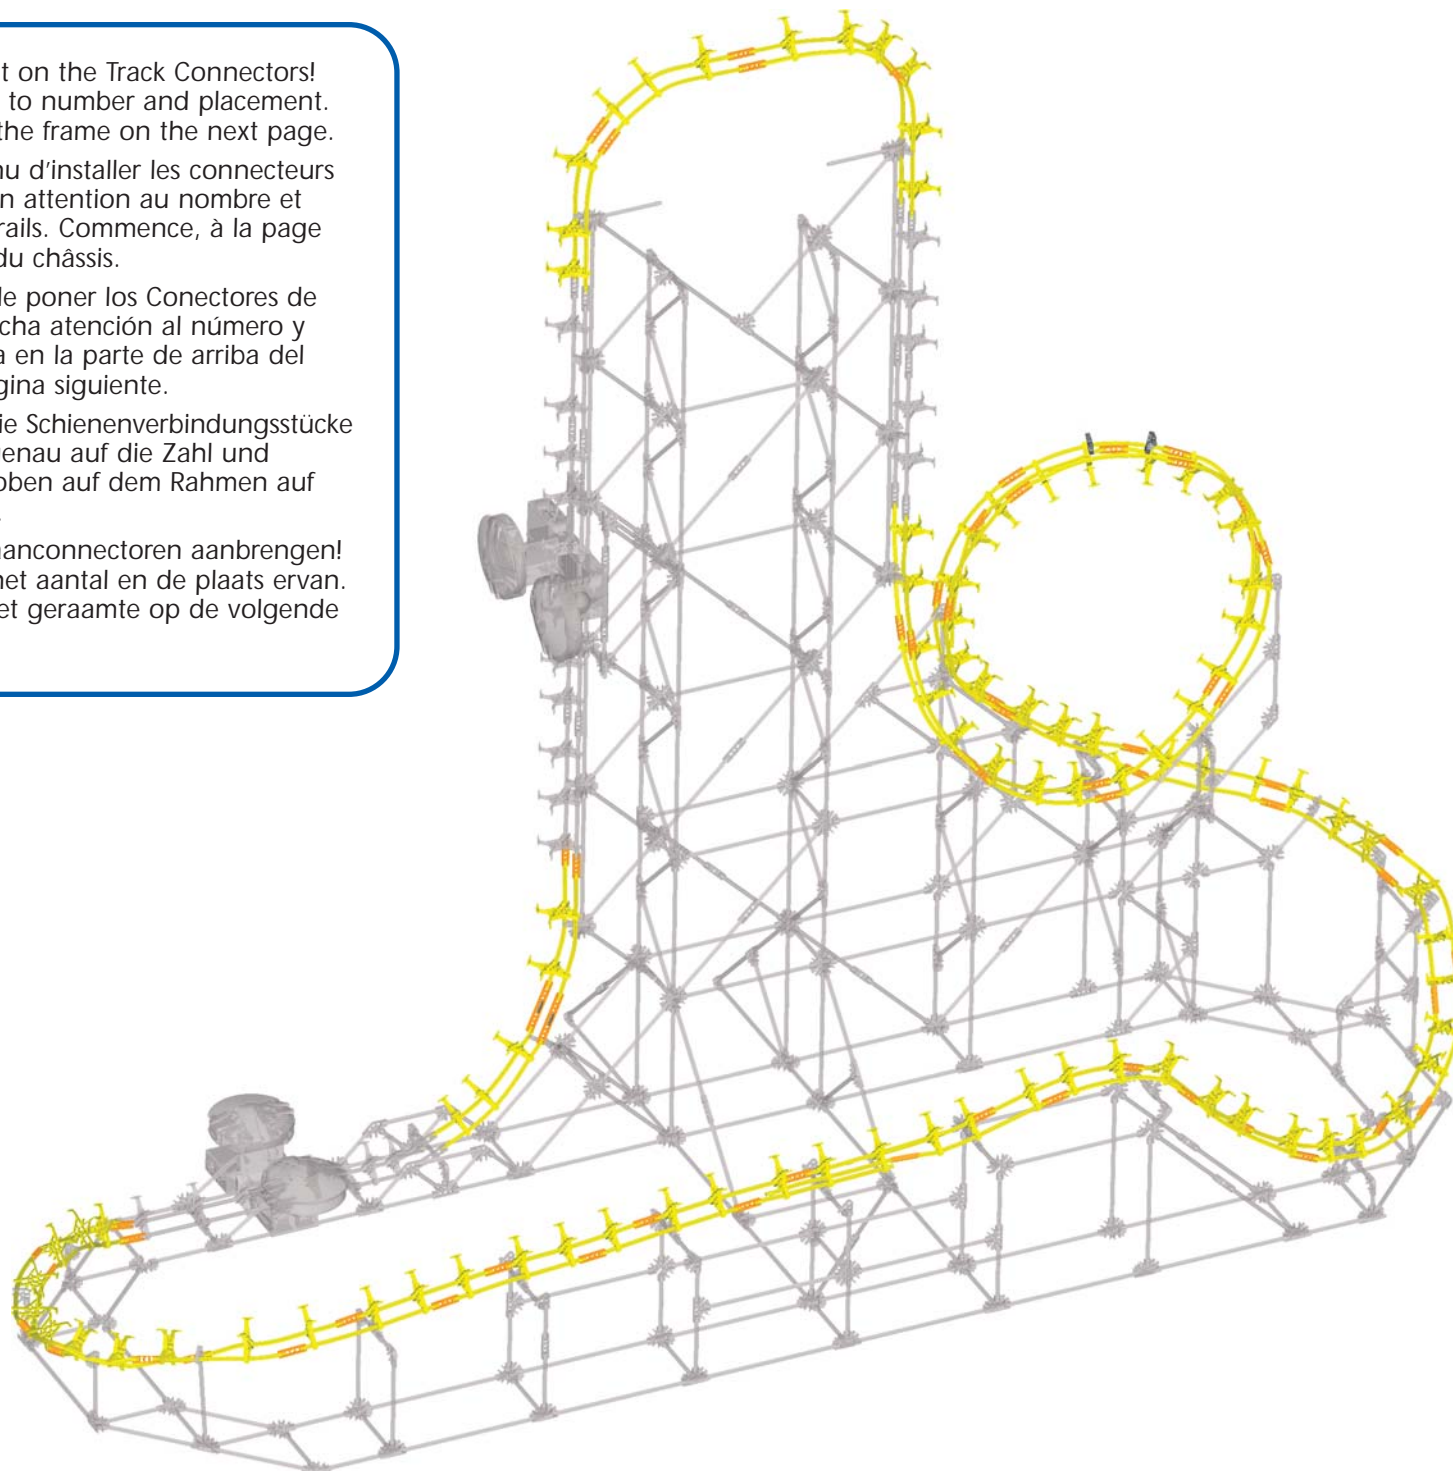 t on the Track Connectors!
to number and placement.
the frame on the next page.
u d'installer les connecteurs
n attention au nombre et
rails. Commence, à la page
du châssis.
de poner los Conectores de
cha atención al número y
a en la parte de arriba del
gina siguiente.
ie Schienenverbindungsstücke
enau auf die Zahl und
oben auf dem Rahmen auf
anconnectoren aanbrengen!
het aantal en de plaats ervan.
et geraamte op de volgende